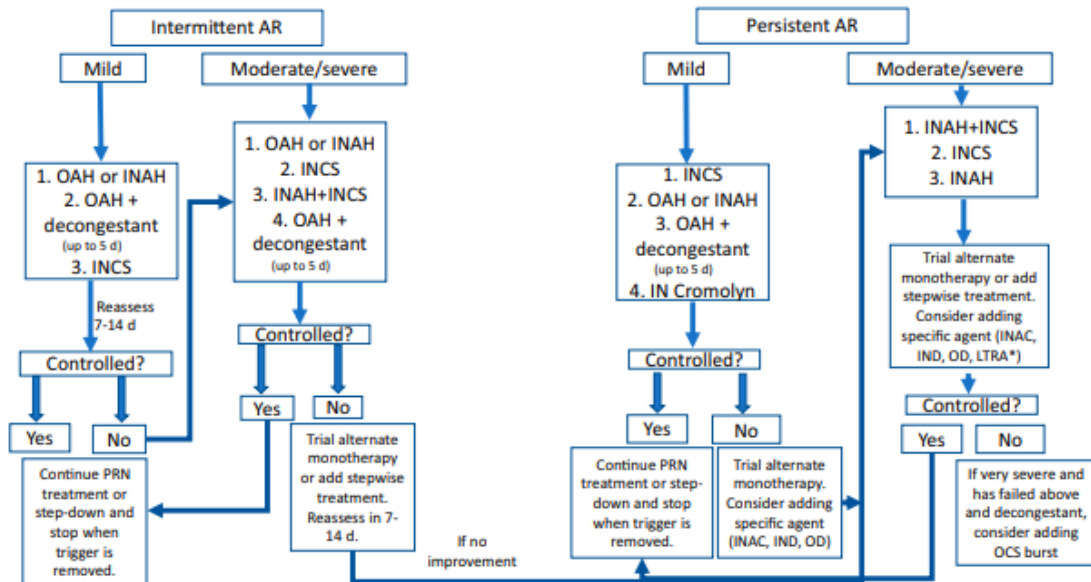 Intermittent AR
Mild
Moderate/severe
1. OAH or INAH
2. OAH +
decongestant
(up to 5 d)
3. INCS
Reassess
7-14 d
Controlled?
Yes
No
Continue PRN
treatment or
step-down and
stop when
trigger is
removed.
1. OAH or INAH
2. INCS
3. INAH+INCS
4. OAH +
decongestant
(up to 5 d)
Controlled?
Yes
No
Trial alternate
monotherapy
or add stepwise
treatment.
Reassess in 7-
14 d.
If no
improvement
Persistent AR
Mild
Moderate/severe
1. INCS
2. OAH or INAH
3. OAH +
decongestant
(up to 5 d)
4. IN Cromolyn
Controlled?
Yes
No
Continue PRN
treatment or step-
down and stop
when trigger is
removed.
Trial alternate
monotherapy.
Consider adding
specific agent
(INAC, IND, OD)
1. INAH+INCS
2. INCS
3. INAH
Trial alternate
monotherapy or add
stepwise treatment.
Consider adding
specific agent (INAC,
IND, OD, LTRA*)
Controlled?
Yes
No
If very severe and
has failed above
and decongestant,
consider adding
OCS burst